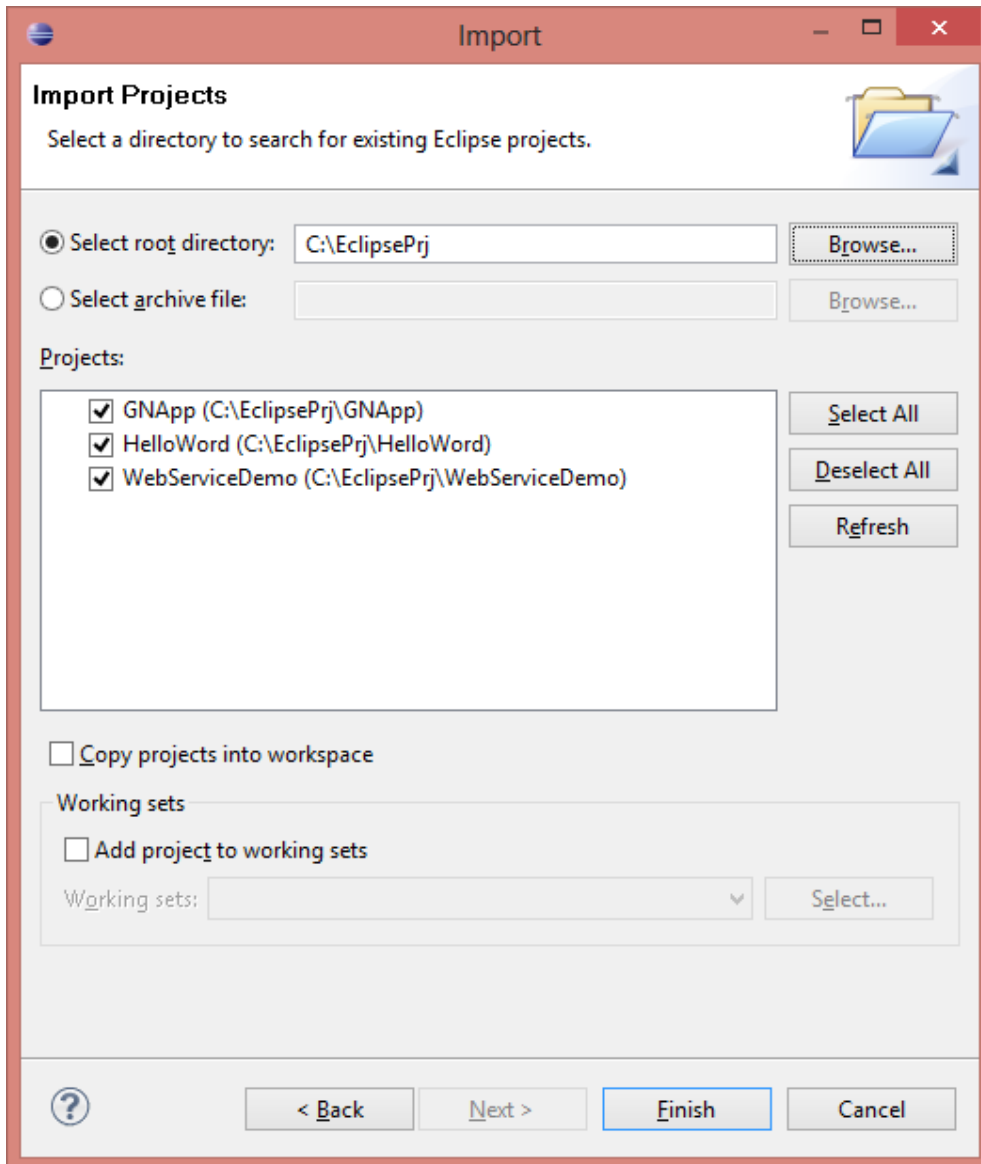 Import
Import Projects
Select a directory to search for existing Eclipse projects.
Select root directory: C:\EclipsePrj Browse...
Select archive file: Browse...
Projects:
GNApp (C:\EclipsePrj\GNApp) Select All
HelloWord (C:\EclipsePrj\HelloWord)
WebServiceDemo (C:\EclipsePrj\WebServiceDemo) Deselect All
Refresh
Copy projects into workspace
Working sets
Add project to working sets
Working sets: Select...
? < Back Next > Finish Cancel